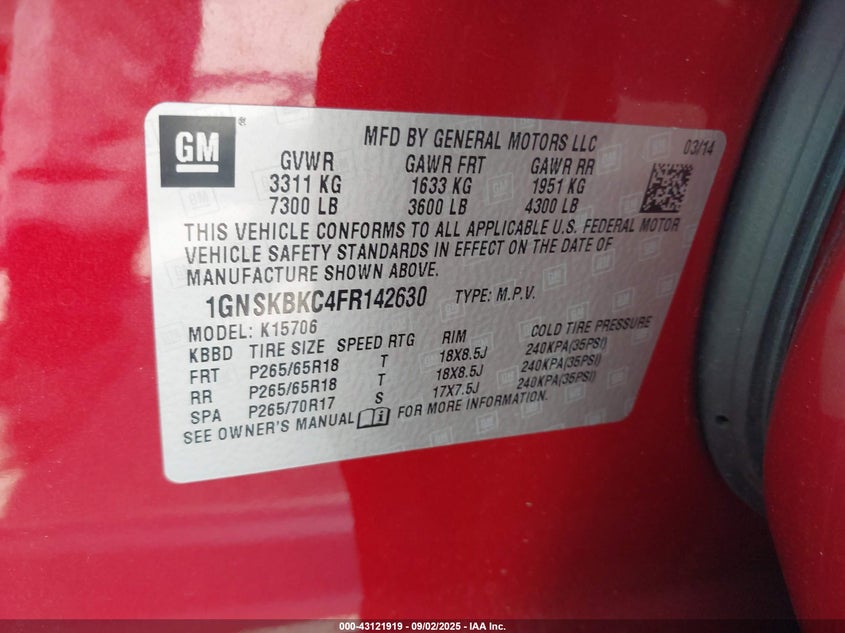 GM ®
MFD BY GENERAL MOTORS LLC 03/14
GVWR GAWR FRT GAWR RR
3311 KG 1633 KG 1951 KG
7300 LB 3600 LB 4300 LB
THIS VEHICLE CONFORMS TO ALL APPLICABLE U.S. FEDERAL MOTOR
VEHICLE SAFETY STANDARDS IN EFFECT ON THE DATE OF
MANUFACTURE SHOWN ABOVE.
1GNSKBKC4FR142630 TYPE: M.P.V.
MODEL: K15706
KBBD TIRE SIZE SPEED RTG RIM COLD TIRE PRESSURE
FRT P265/65R18 T 18X8.5J 240KPA(35PSI)
RR P265/65R18 T 18X8.5J 240KPA(35PSI)
SPA P265/70R17 S 17X7.5J 240KPA(35PSI)
SEE OWNER'S MANUAL FOR MORE INFORMATION.
000-43121919 - 09/02/2025 - IAA Inc.